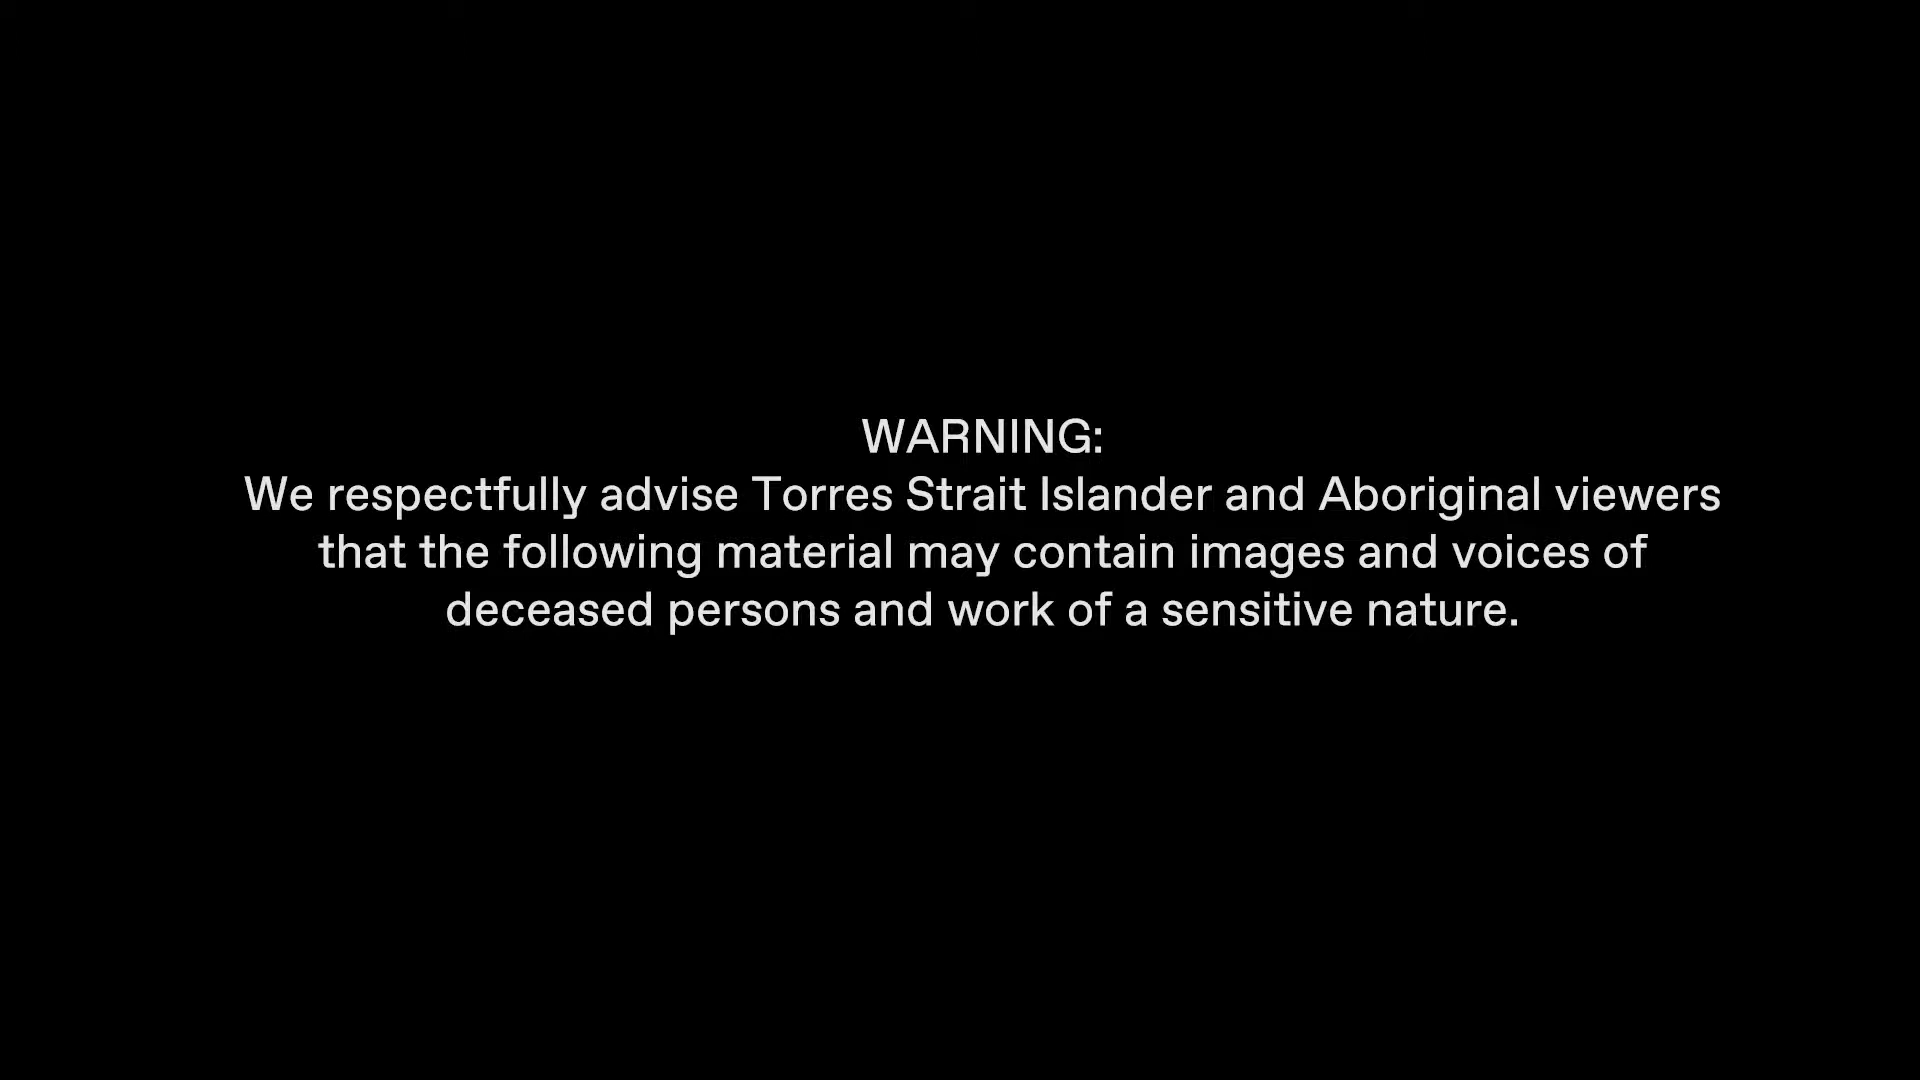 WARNING:
We respectfully advise Torres Strait Islander and Aboriginal viewers
that the following material may contain images and voices of
deceased persons and work of a sensitive nature.